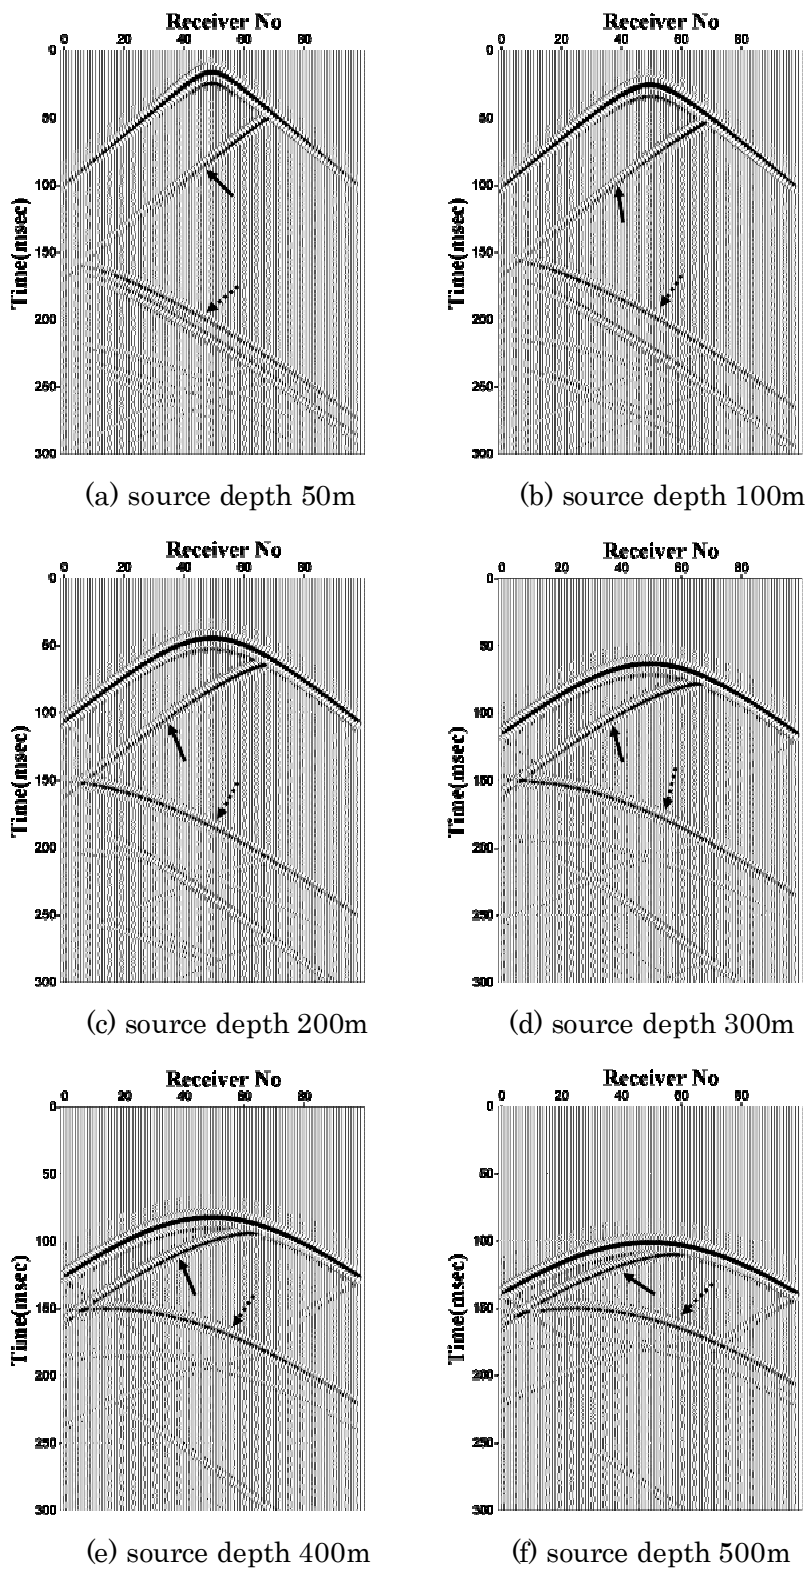 Receiver No
0 20 40 60 80
0
50
100
150
200
250
300
Time(msec)
(a) source depth 50m
Receiver No
0 20 40 60 80
0
50
100
150
200
250
300
Time(msec)
(b) source depth 100m
Receiver No
0 20 40 60 80
0
50
100
150
200
250
300
Time(msec)
(c) source depth 200m
Receiver No
0 20 40 60 80
0
50
100
150
200
250
300
Time(msec)
(d) source depth 300m
Receiver No
0 20 40 60 80
0
50
100
150
200
250
300
Time(msec)
(e) source depth 400m
Receiver No
0 20 40 60 80
0
50
100
150
200
250
300
Time(msec)
(f) source depth 500m